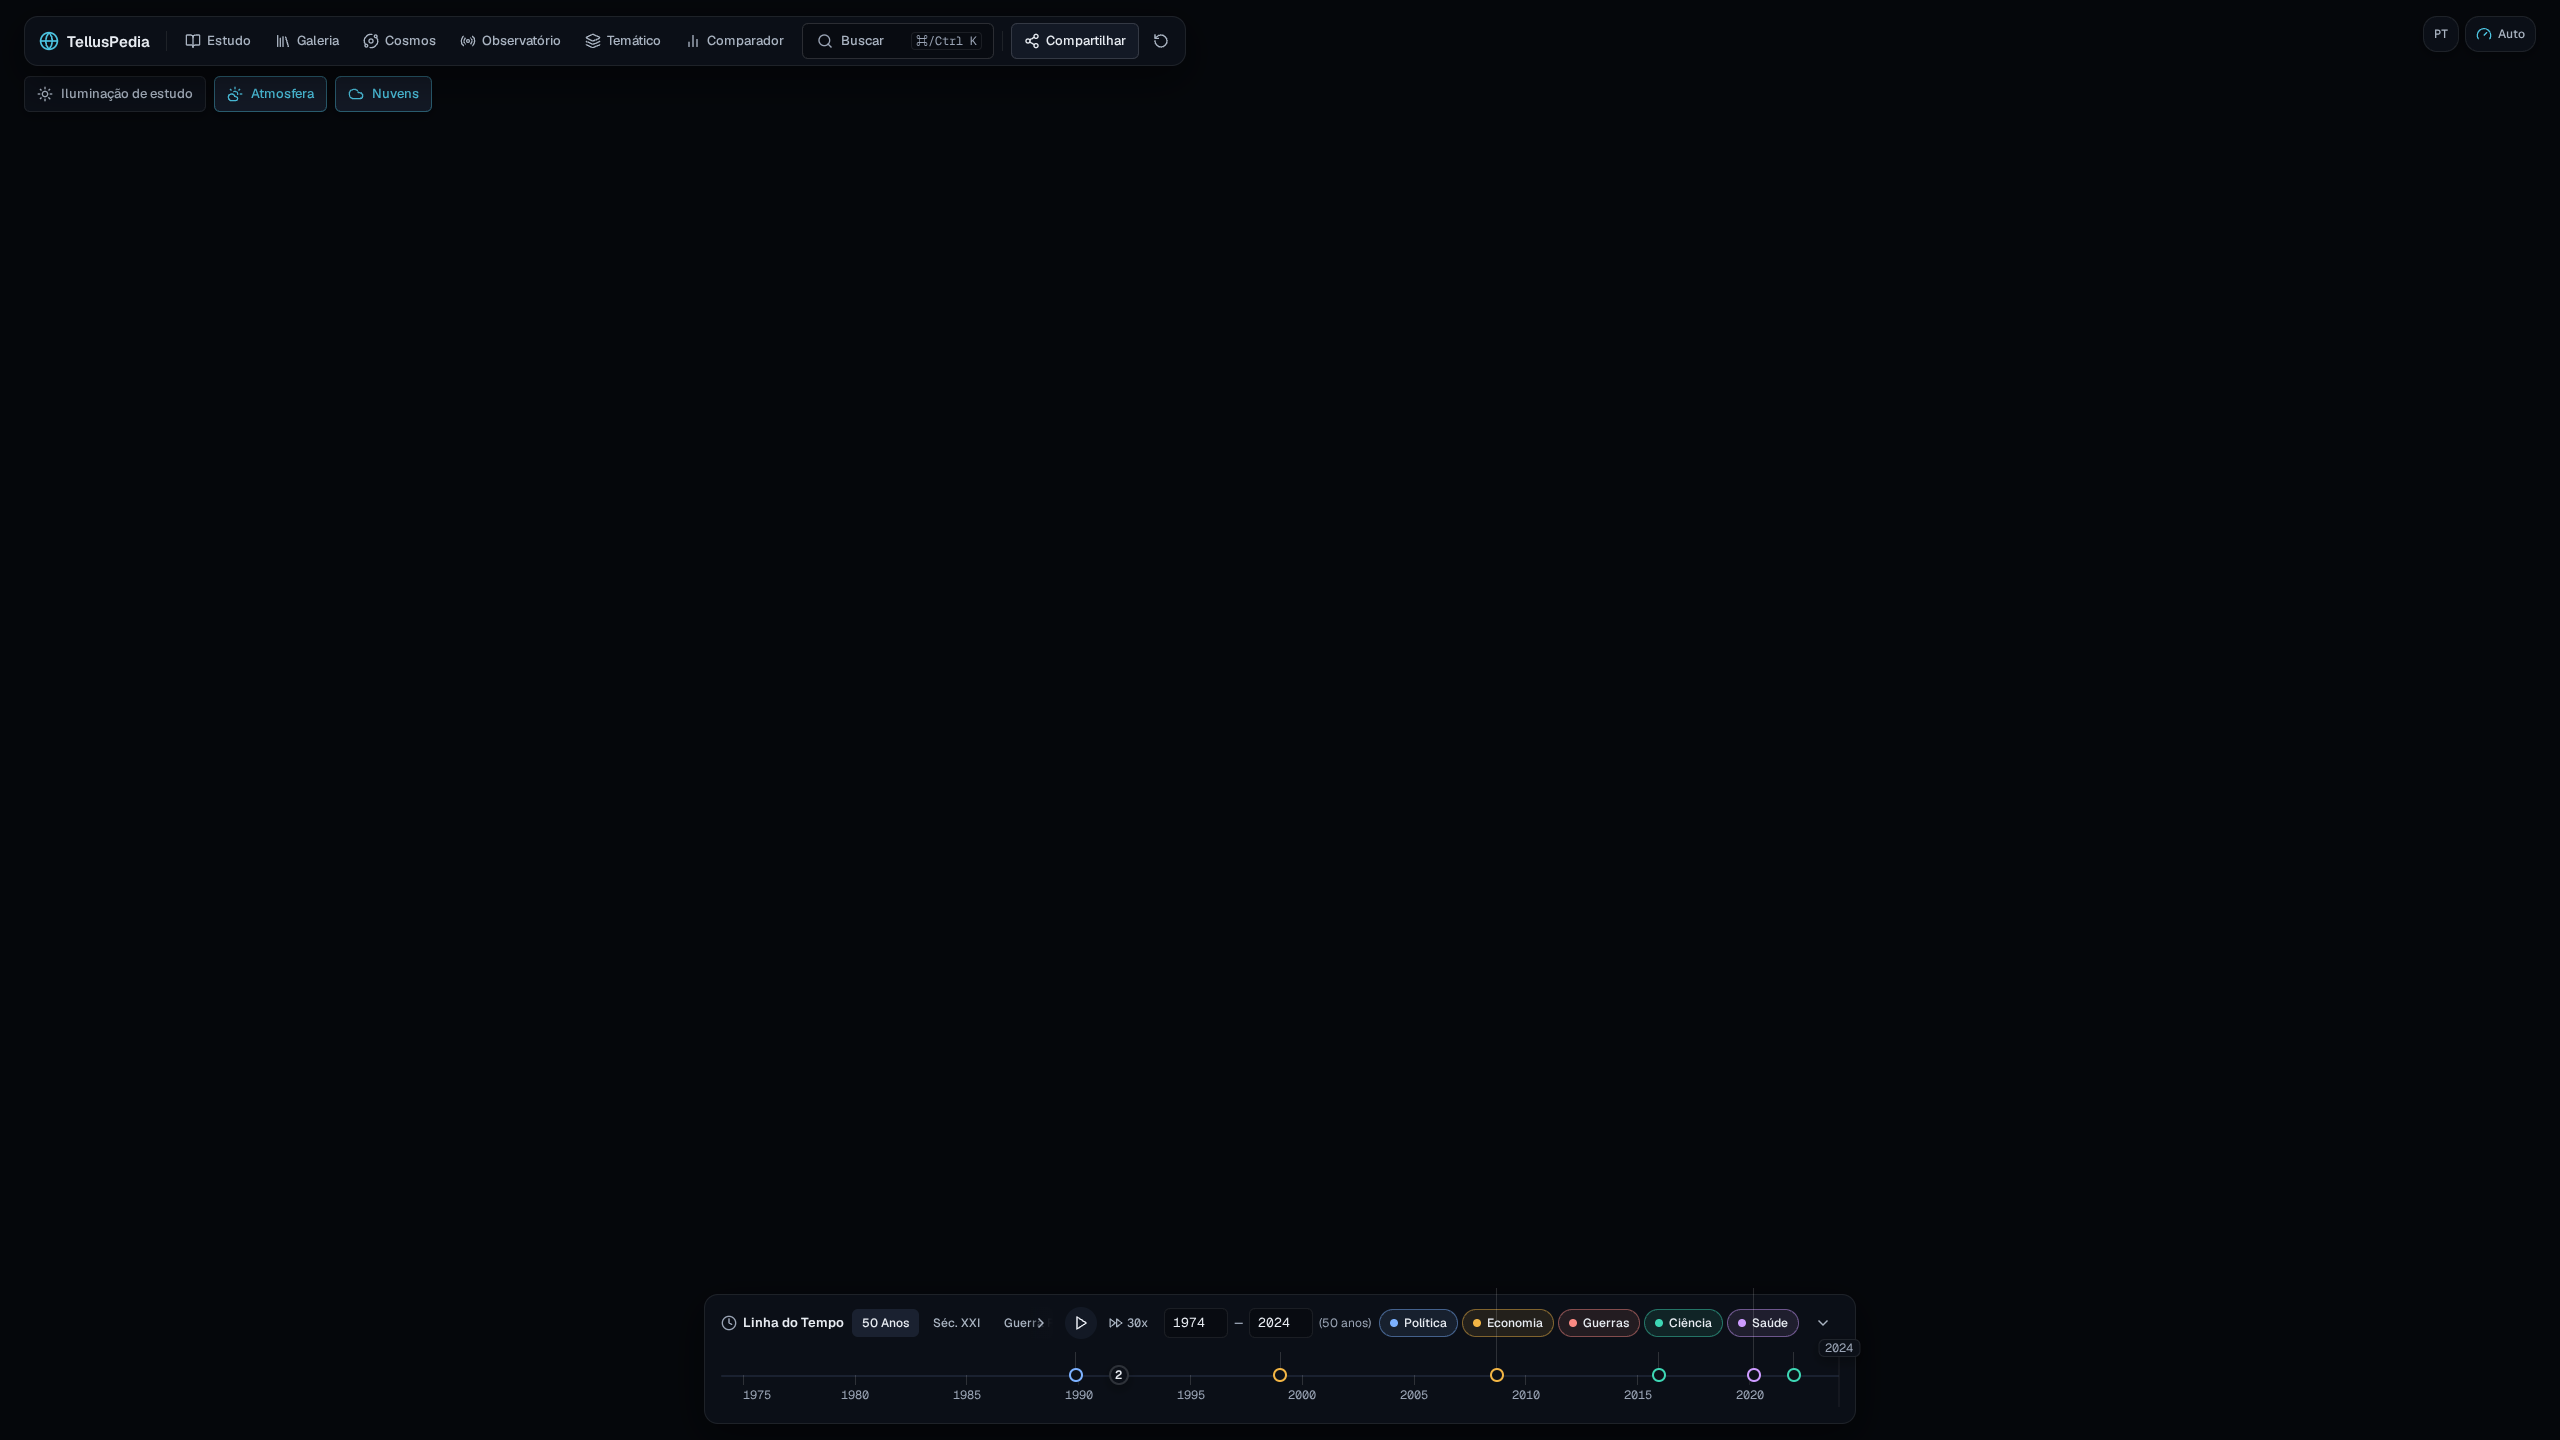 TellusPedia Estudo Galeria Cosmos Observatório Temático Comparador Buscar ⌘/Ctrl K Compartilhar PT Auto
Iluminação de estudo Atmosfera Nuvens
Linha do Tempo 50 Anos Séc. XXI Guerr 30x 1974 — 2024 (50 anos) Política Economia Guerras Ciência Saúde
2024
2
1975 1980 1985 1990 1995 2000 2005 2010 2015 2020